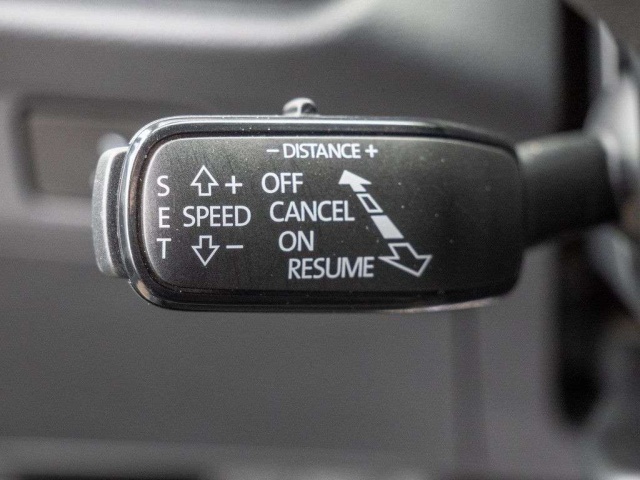 - DISTANCE +
S + OFF
E SPEED CANCEL
T - ON
RESUME